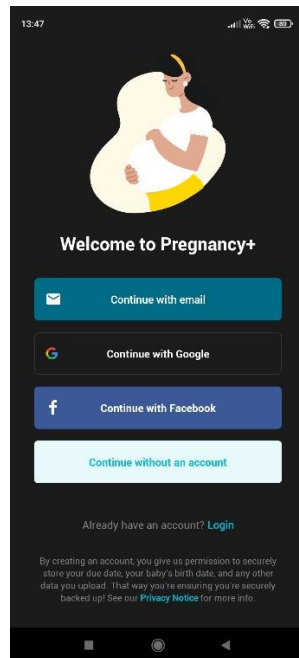 13:47
Vo
WiFi
80
Welcome to Pregnancy+
Continue with email
G Continue with Google
f Continue with Facebook
Continue without an account
Already have an account? Login
By creating an account, you give us permission to securely
store your due date, your baby's birth date, and any other
data you upload. That way you're ensuring you're securely
backed up! See our Privacy Notice for more info.